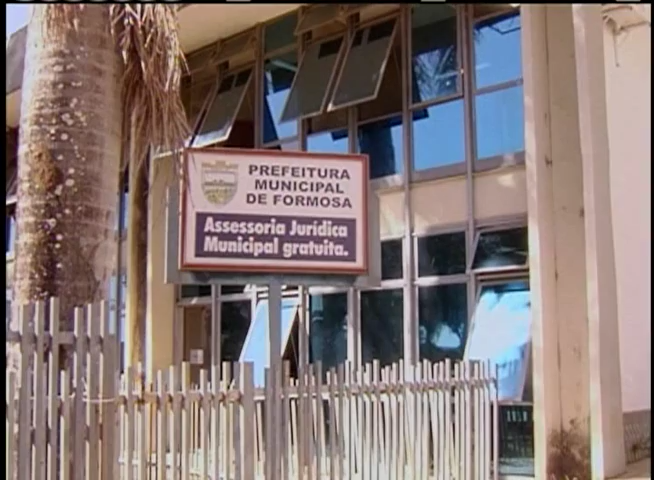 PREFEITURA
MUNICIPAL
DE FORMOSA
Assessoria Jurídica
Municipal gratuita.